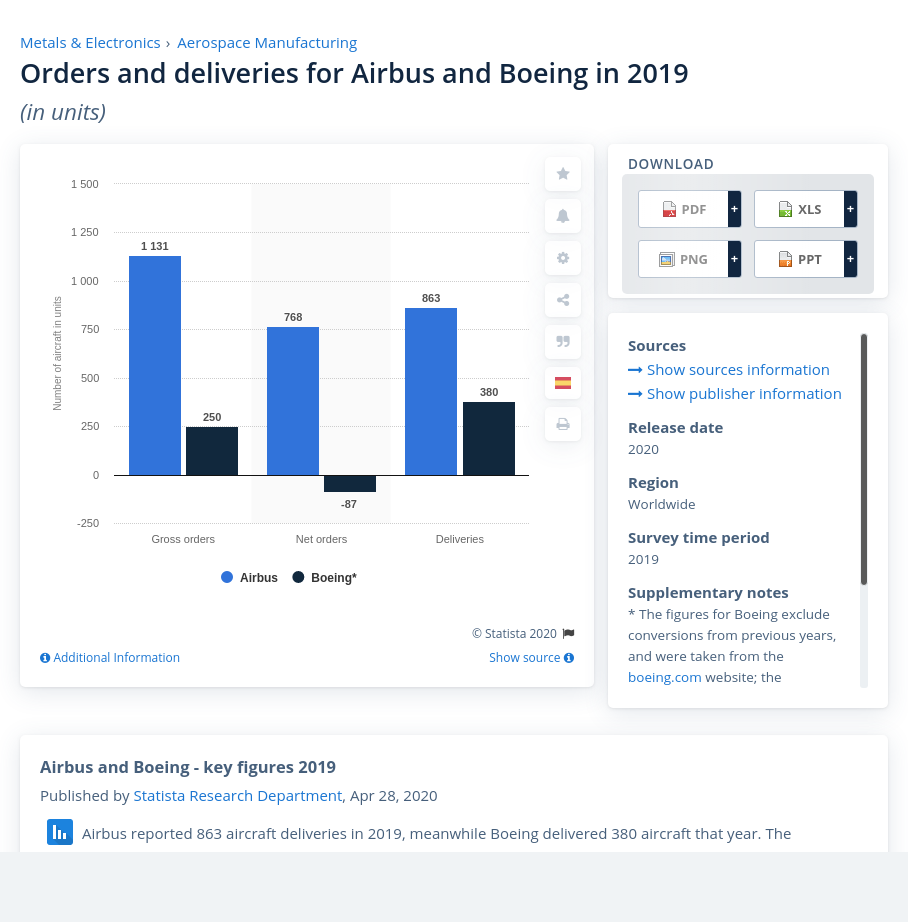 Metals & Electronics › Aerospace Manufacturing
Orders and deliveries for Airbus and Boeing in 2019
(in units)
1 500
1 250
1 000
750
500
250
0
-250
Number of aircraft in units
1 131
250
768
-87
863
380
Gross orders
Net orders
Deliveries
Airbus
Boeing*
© Statista 2020
Additional Information
Show source
DOWNLOAD
PDF +
XLS +
PNG +
PPT +
Sources
Show sources information
Show publisher information
Release date
2020
Region
Worldwide
Survey time period
2019
Supplementary notes
* The figures for Boeing exclude
conversions from previous years,
and were taken from the
boeing.com website; the
Airbus and Boeing - key figures 2019
Published by Statista Research Department, Apr 28, 2020
Airbus reported 863 aircraft deliveries in 2019, meanwhile Boeing delivered 380 aircraft that year. The